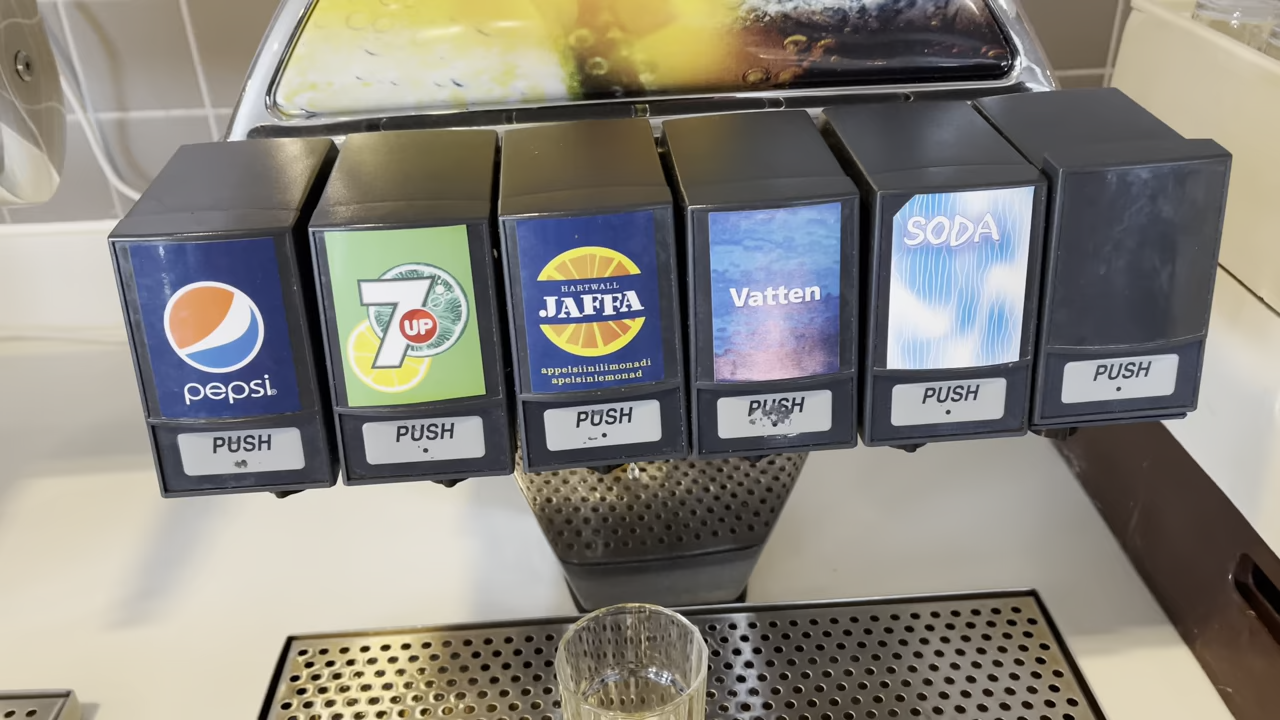 pepsi®
PUSH
7
UP
PUSH
HARTWALL
JAFFA
appelsiinilimonadi
apelsinlemonad
PUSH
Vatten
PUSH
SODA
PUSH
PUSH